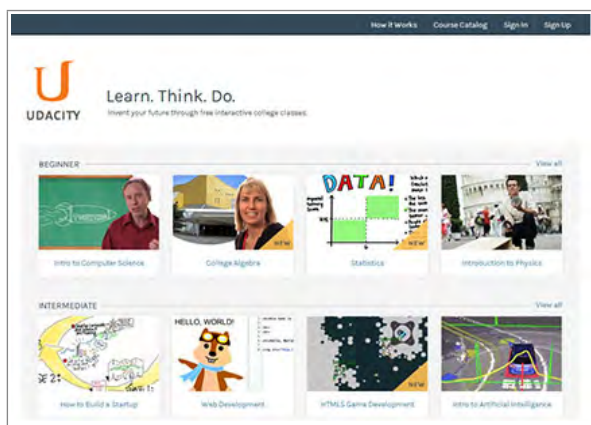 How it Works Course Catalog Sign In Sign Up
UDACITY
Learn. Think. Do.
Invent your future through free interactive college classes.
BEGINNER View all
DATA!
NEW NEW
Intro to Computer Science College Algebra Statistics Introduction to Physics
INTERMEDIATE View all
HELLO, WORLD!
NEW
How to Build a Startup Web Development HTML5 Game Development Intro to Artificial Intelligence